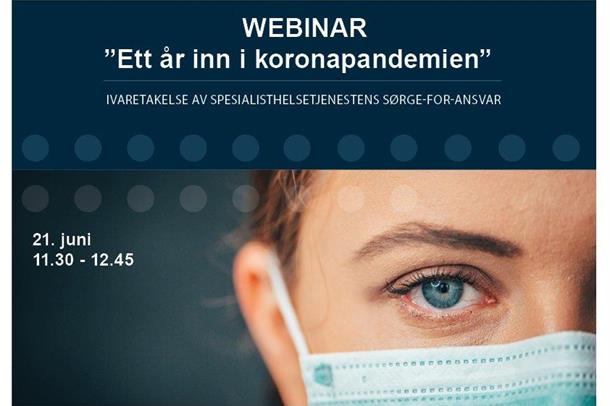 WEBINAR
”Ett år inn i koronapandemien”
IVARETAKELSE AV SPESIALISTHELSETJENESTENS SØRGE-FOR-ANSVAR
21. juni
11.30 - 12.45